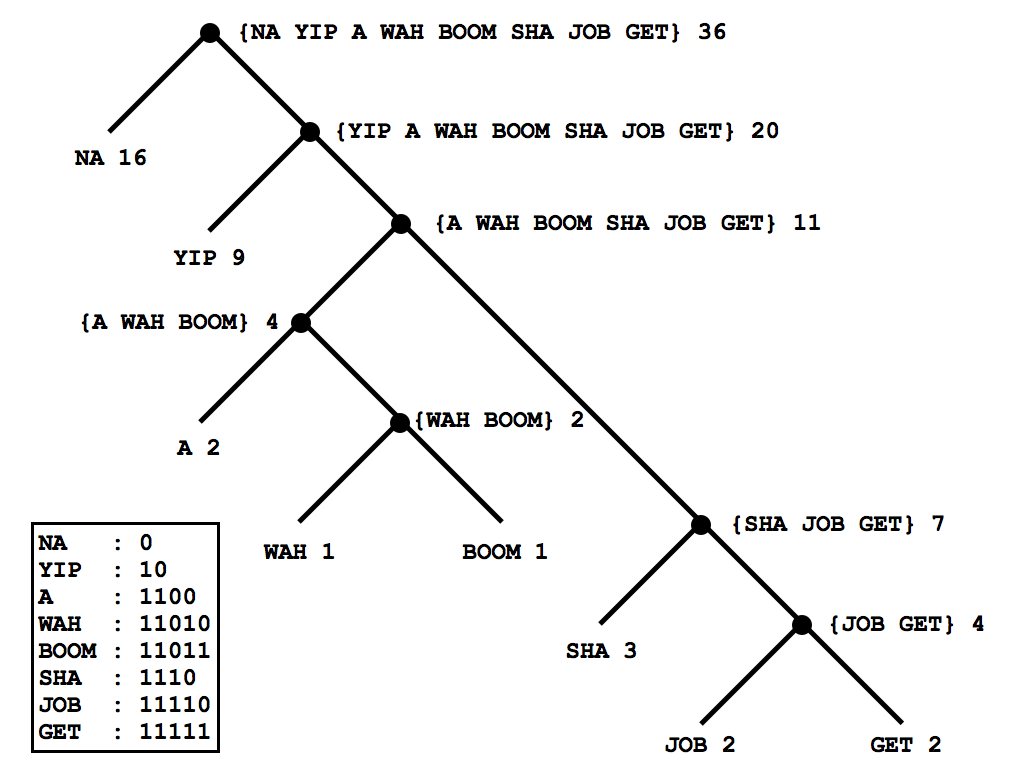 {NA YIP A WAH BOOM SHA JOB GET} 36
{YIP A WAH BOOM SHA JOB GET} 20
NA 16
{A WAH BOOM SHA JOB GET} 11
YIP 9
{A WAH BOOM} 4
{WAH BOOM} 2
A 2
{SHA JOB GET} 7
WAH 1
BOOM 1
{JOB GET} 4
SHA 3
JOB 2
GET 2
NA : 0
YIP : 10
A : 1100
WAH : 11010
BOOM : 11011
SHA : 1110
JOB : 11110
GET : 11111